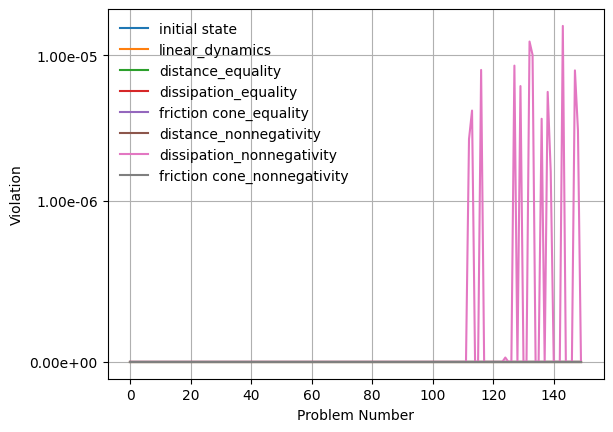 initial state
linear_dynamics
distance_equality
dissipation_equality
friction cone_equality
distance_nonnegativity
dissipation_nonnegativity
friction cone_nonnegativity
1.00e-05
1.00e-06
0.00e+00
Violation
0 20 40 60 80 100 120 140
Problem Number